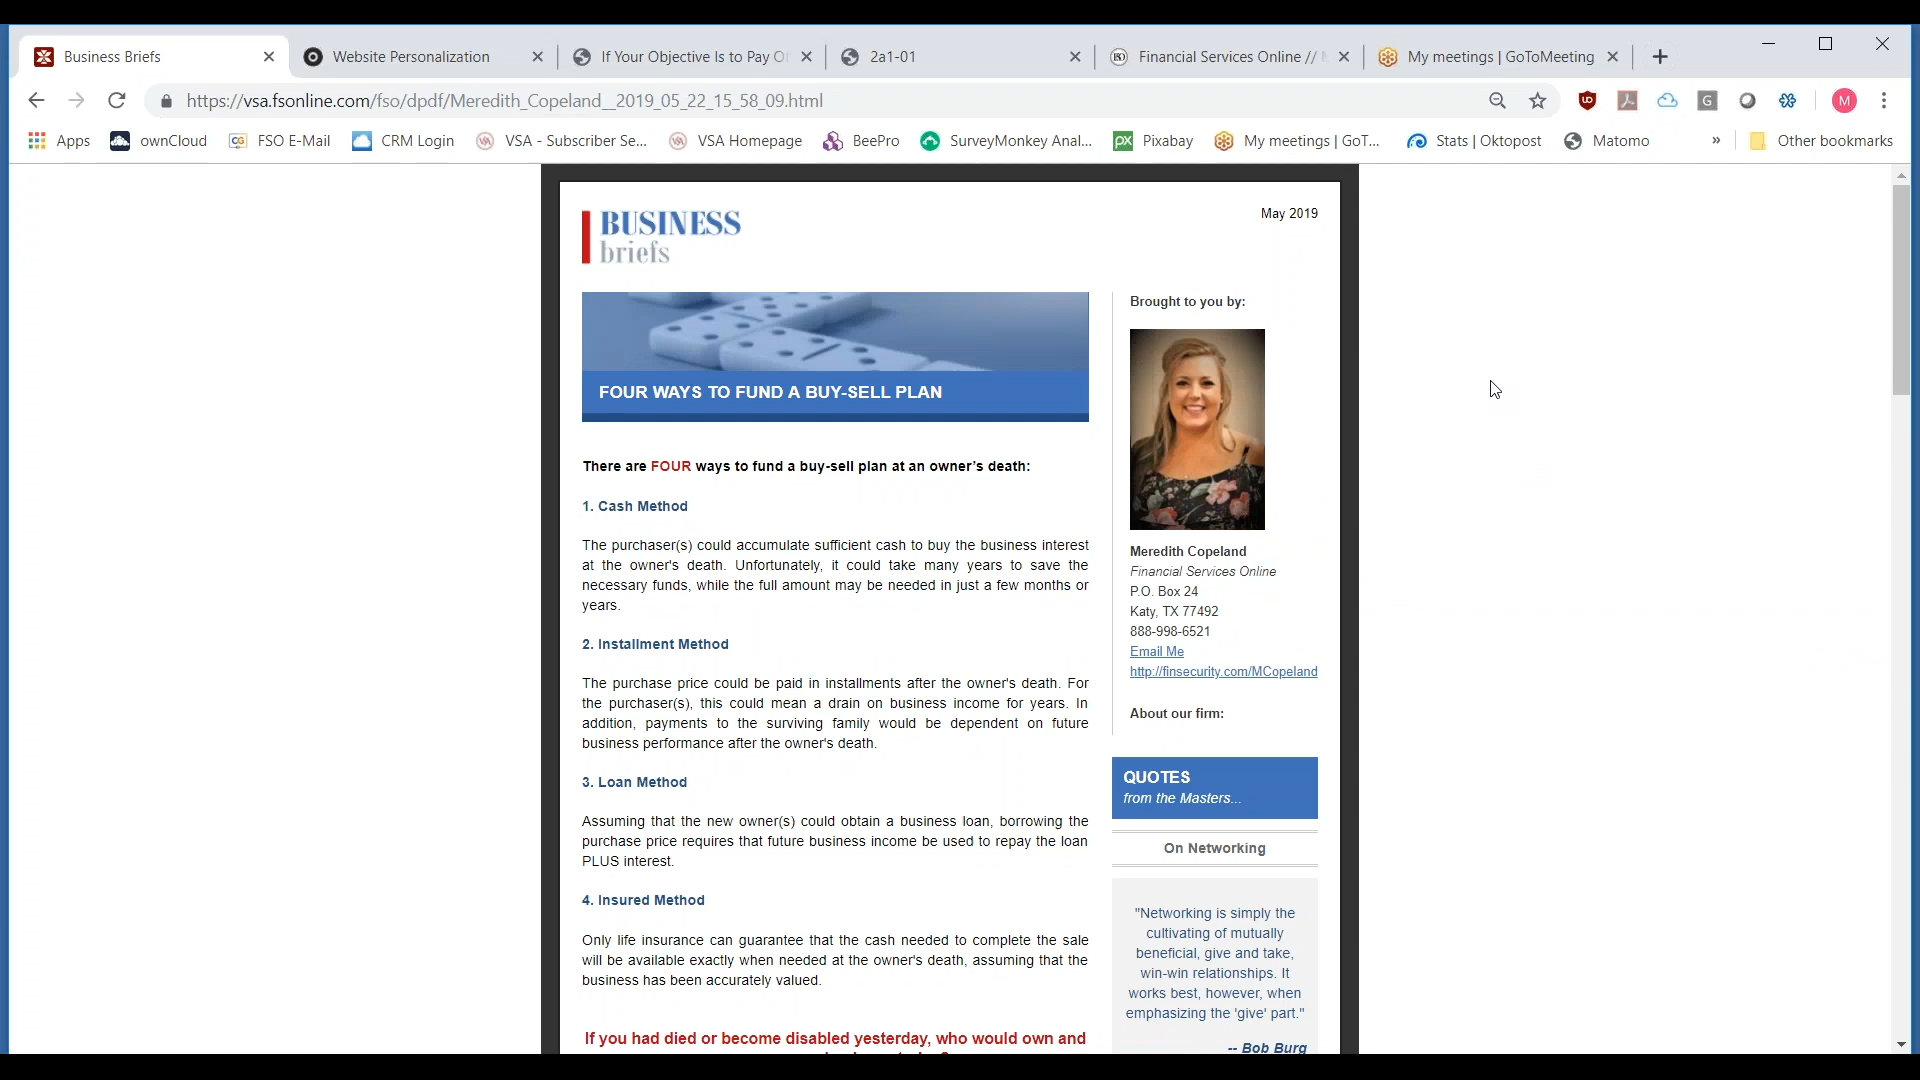 Business Briefs
Website Personalization
If Your Objective Is to Pay Of
2a1-01
Financial Services Online //
My meetings | GoToMeeting
https://vsa.fsonline.com/fso/dpdf/Meredith_Copeland__2019_05_22_15_58_09.html
M
Apps
ownCloud
FSO E-Mail
CRM Login
VSA - Subscriber Se...
VSA Homepage
BeePro
SurveyMonkey Anal...
Pixabay
My meetings | GoT...
Stats | Oktopost
Matomo
»
Other bookmarks
BUSINESS
briefs
May 2019
FOUR WAYS TO FUND A BUY-SELL PLAN
There are FOUR ways to fund a buy-sell plan at an owner's death:
1. Cash Method
The purchaser(s) could accumulate sufficient cash to buy the business interest
at the owner's death. Unfortunately, it could take many years to save the
necessary funds, while the full amount may be needed in just a few months or
years.
2. Installment Method
The purchase price could be paid in installments after the owner's death. For
the purchaser(s), this could mean a drain on business income for years. In
addition, payments to the surviving family would be dependent on future
business performance after the owner's death.
3. Loan Method
Assuming that the new owner(s) could obtain a business loan, borrowing the
purchase price requires that future business income be used to repay the loan
PLUS interest.
4. Insured Method
Only life insurance can guarantee that the cash needed to complete the sale
will be available exactly when needed at the owner's death, assuming that the
business has been accurately valued.
If you had died or become disabled yesterday, who would own and
Brought to you by:
Meredith Copeland
Financial Services Online
P.O. Box 24
Katy, TX 77492
888-998-6521
Email Me
http://finsecurity.com/MCopeland
About our firm:
QUOTES
from the Masters...
On Networking
"Networking is simply the
cultivating of mutually
beneficial, give and take,
win-win relationships. It
works best, however, when
emphasizing the 'give' part."
-- Bob Burg